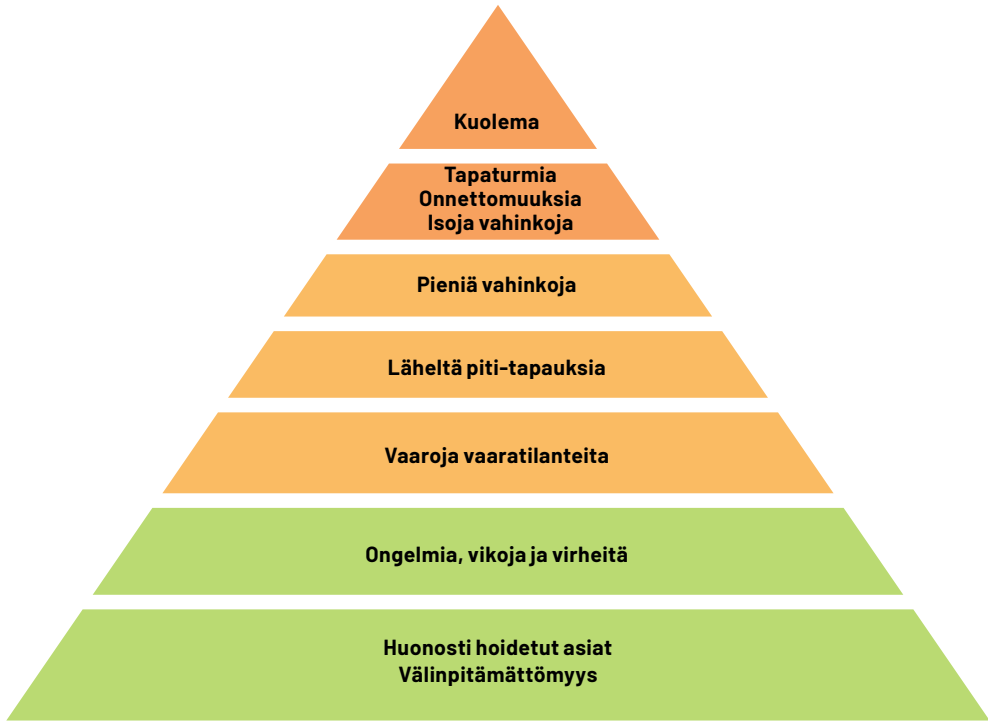 Kuolema
Tapaturmia
Onnettomuuksia
Isoja vahinkoja
Pieniä vahinkoja
Läheltä piti-tapauksia
Vaaroja vaaratilanteita
Ongelmia, vikoja ja virheitä
Huonosti hoidetut asiat
Välinpitämättömyys